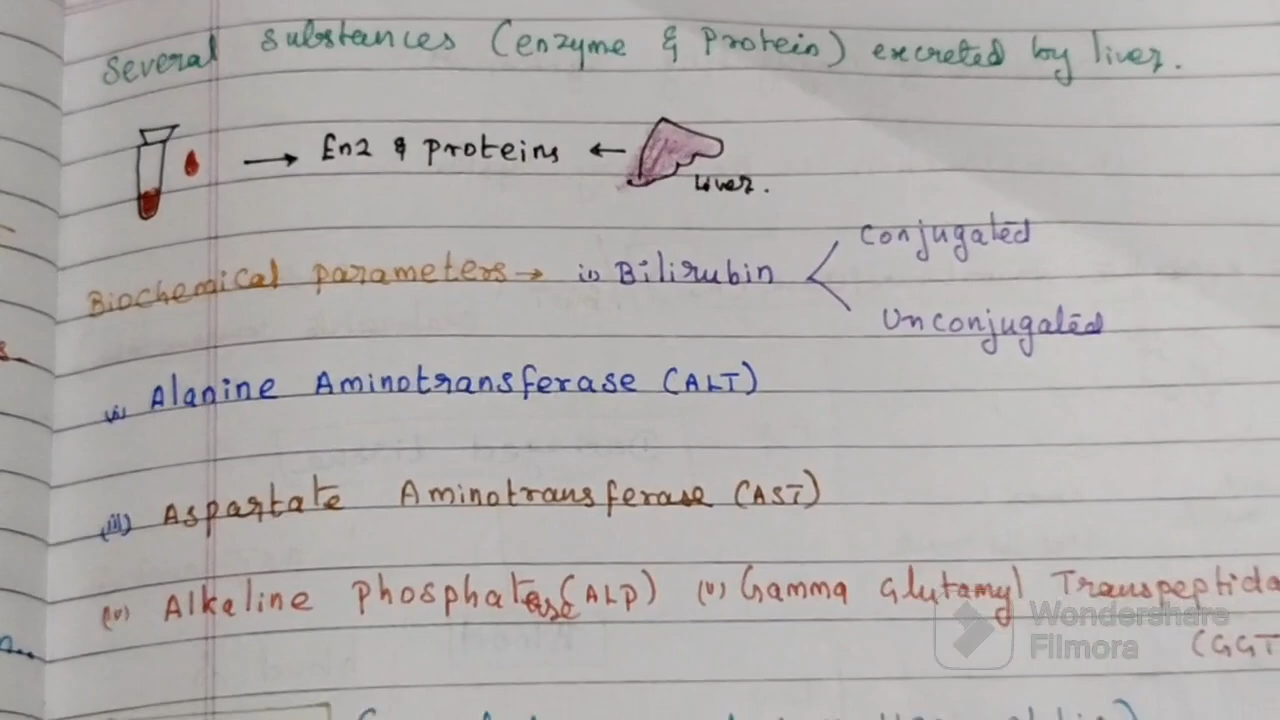 Several substances (enzyme & Protein) excreted by liver.
→ Enz & proteins ← Liver.
Biochemical parameters → i) Bilirubin < Conjugated
Unconjugated
ii) Alanine Aminotransferase (ALT)
(iii) Aspartate Aminotransferase (AST)
(iv) Alkaline Phosphatase (ALP) (v) Gamma Glutamyl Transpeptida
(GGT
Wondershare
Filmora